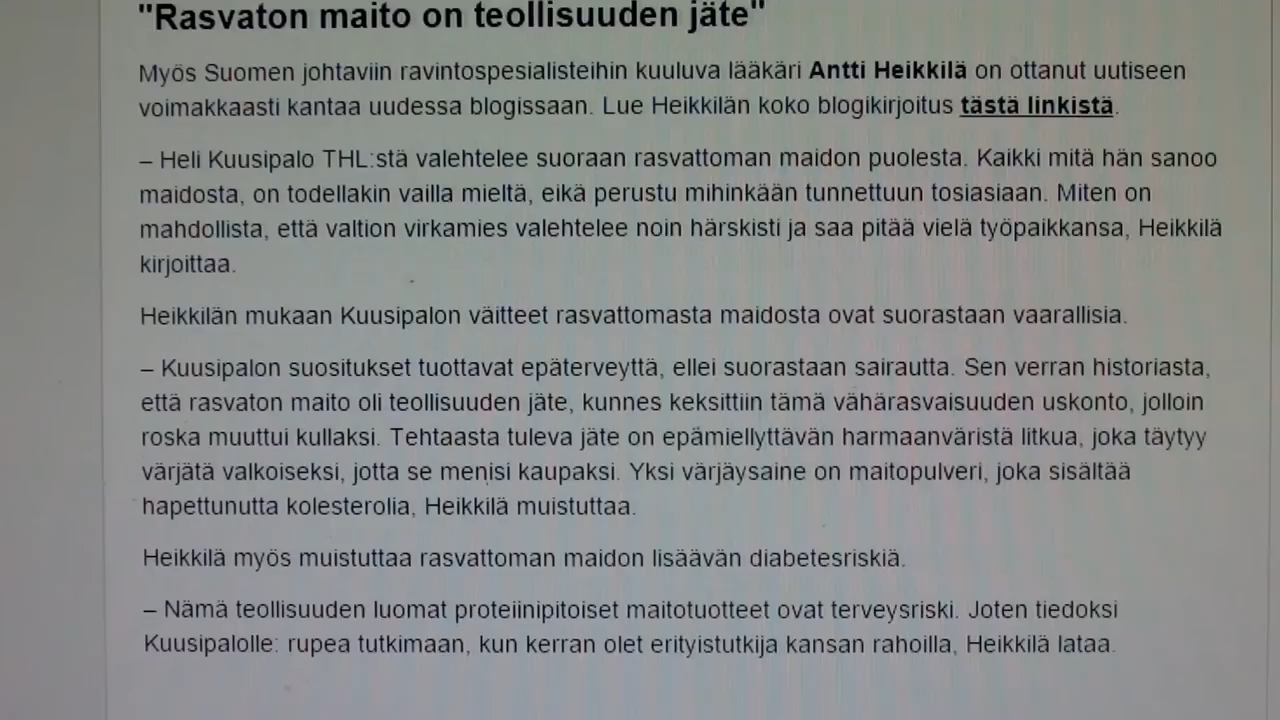 "Rasvaton maito on teollisuuden jäte"
Myös Suomen johtaviin ravintospesialisteihin kuuluva lääkäri Antti Heikkilä on ottanut uutiseen
voimakkaasti kantaa uudessa blogissaan. Lue Heikkilän koko blogikirjoitus tästä linkistä.
– Heli Kuusipalo THL:stä valehtelee suoraan rasvattoman maidon puolesta. Kaikki mitä hän sanoo
maidosta, on todellakin vailla mieltä, eikä perustu mihinkään tunnettuun tosiasiaan. Miten on
mahdollista, että valtion virkamies valehtelee noin härskisti ja saa pitää vielä työpaikkansa, Heikkilä
kirjoittaa.
Heikkilän mukaan Kuusipalon väitteet rasvattomasta maidosta ovat suorastaan vaarallisia.
– Kuusipalon suositukset tuottavat epäterveyttä, ellei suorastaan sairautta. Sen verran historiasta,
että rasvaton maito oli teollisuuden jäte, kunnes keksittiin tämä vähärasvaisuuden uskonto, jolloin
roska muuttui kullaksi. Tehtaasta tuleva jäte on epämiellyttävän harmaanväristä litkua, joka täytyy
värjätä valkoiseksi, jotta se menisi kaupaksi. Yksi värjäysaine on maitopulveri, joka sisältää
hapettunutta kolesterolia, Heikkilä muistuttaa.
Heikkilä myös muistuttaa rasvattoman maidon lisäävän diabetesriskiä.
– Nämä teollisuuden luomat proteiinipitoiset maitotuotteet ovat terveysriski. Joten tiedoksi
Kuusipalolle: rupea tutkimaan, kun kerran olet erityistutkija kansan rahoilla, Heikkilä lataa.